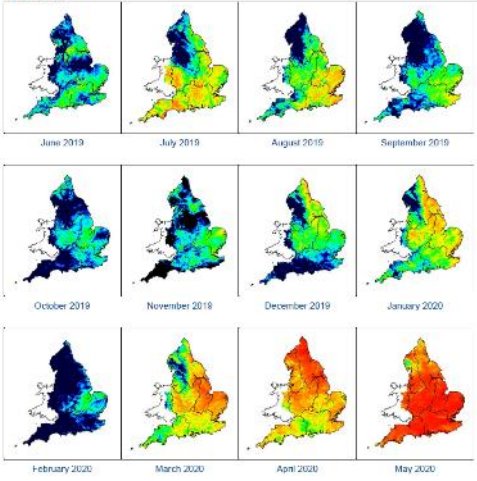 June 2019
July 2019
August 2019
September 2019
October 2019
November 2019
December 2019
January 2020
February 2020
March 2020
April 2020
May 2020